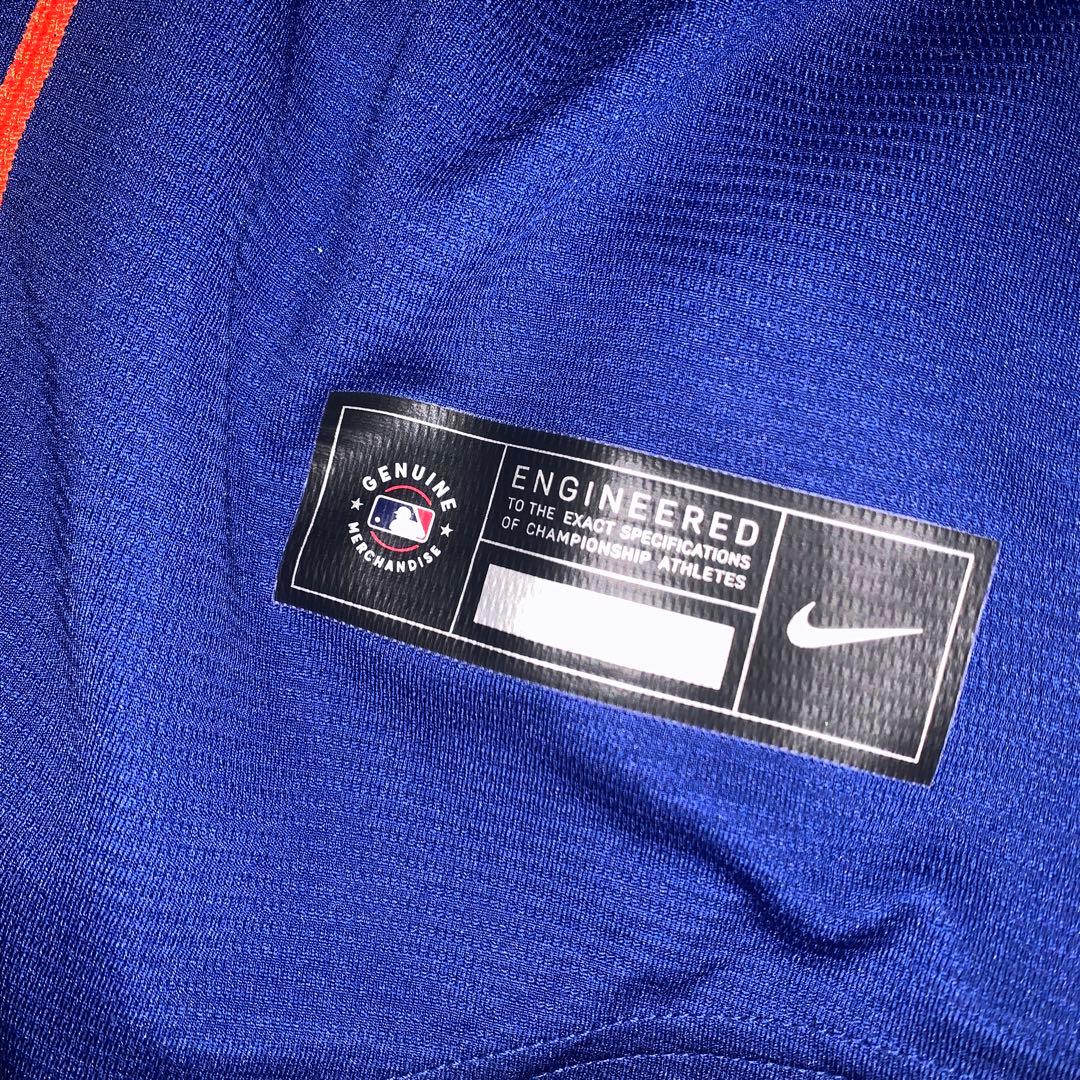 GENUINE
MERCHANDISE
ENGINEERED
TO THE EXACT SPECIFICATIONS
OF CHAMPIONSHIP ATHLETES